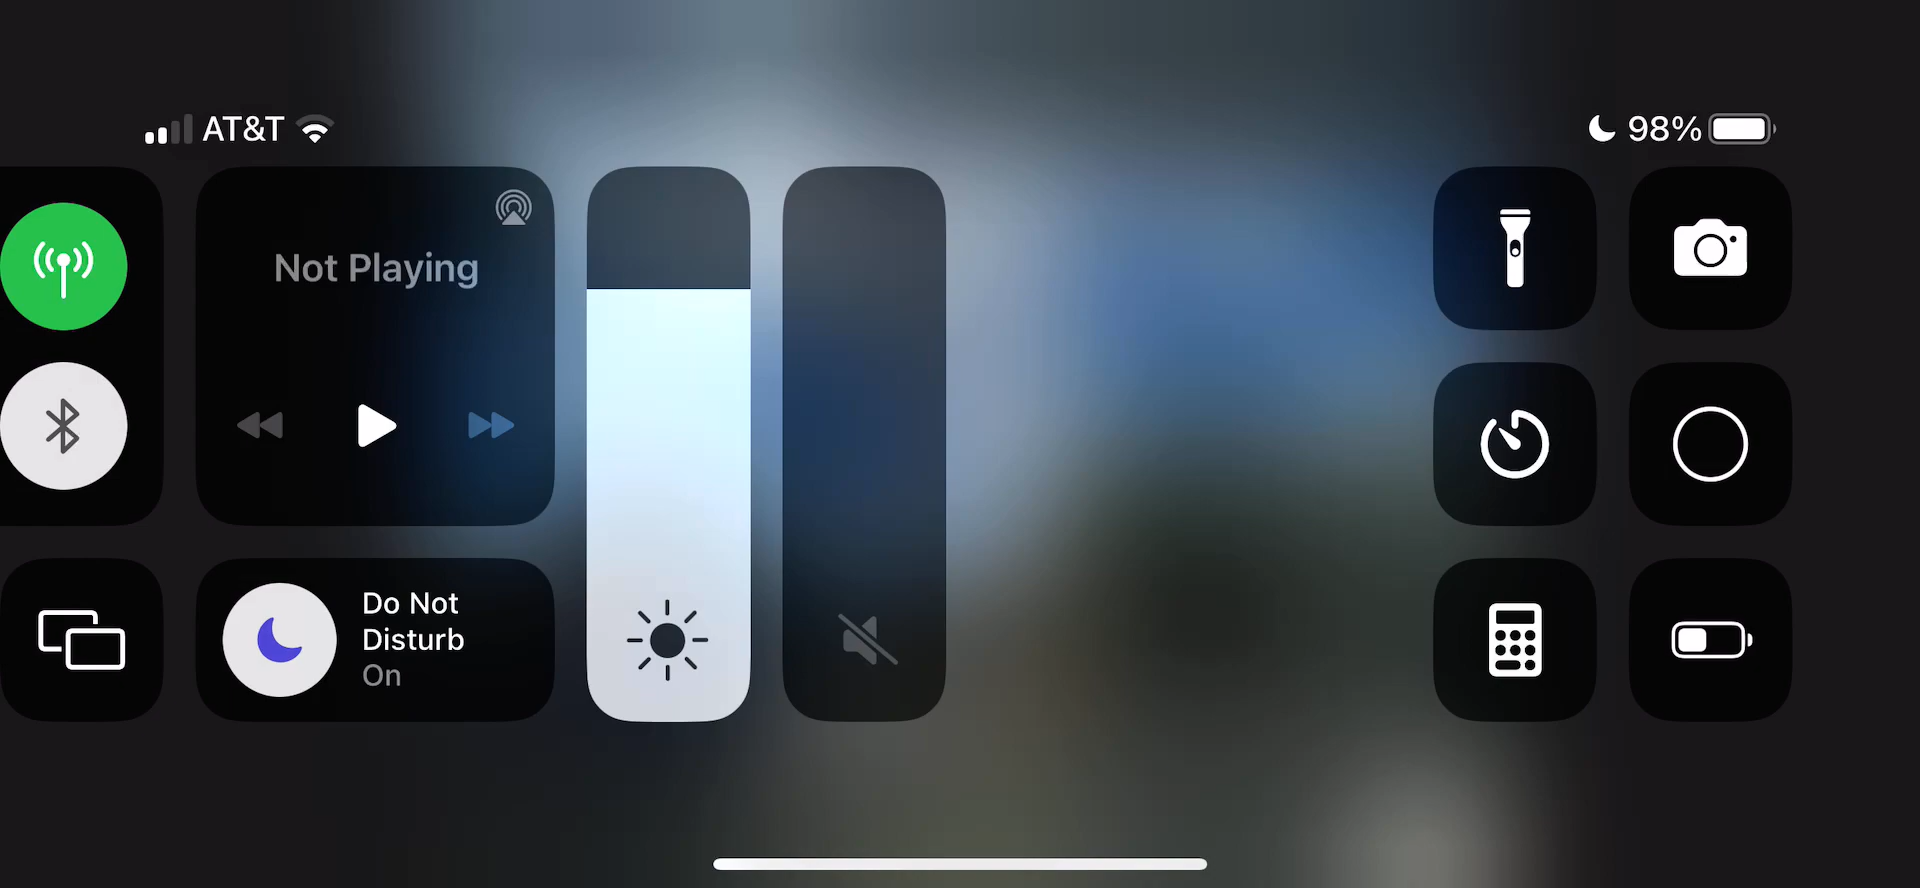 AT&T
98%
Not Playing
Do Not
Disturb
On